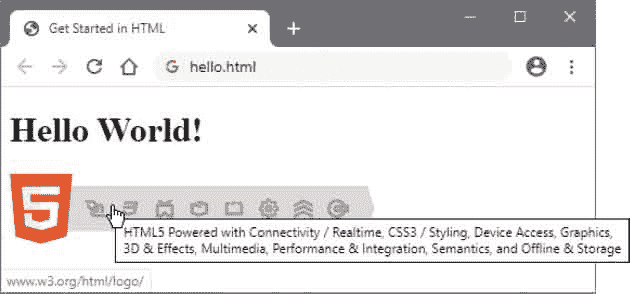 Get Started in HTML
hello.html
Hello World!
5
HTML5 Powered with Connectivity / Realtime, CSS3 / Styling, Device Access, Graphics,
3D & Effects, Multimedia, Performance & Integration, Semantics, and Offline & Storage
www.w3.org/html/logo/